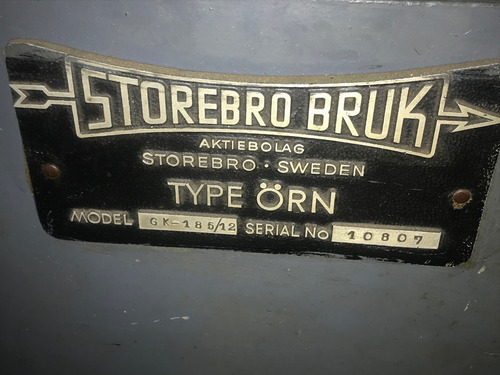 STOREBRO BRUK
AKTIEBOLAG
STOREBRO · SWEDEN
TYPE ÖRN
MODEL GK-185/12 SERIAL No 10807